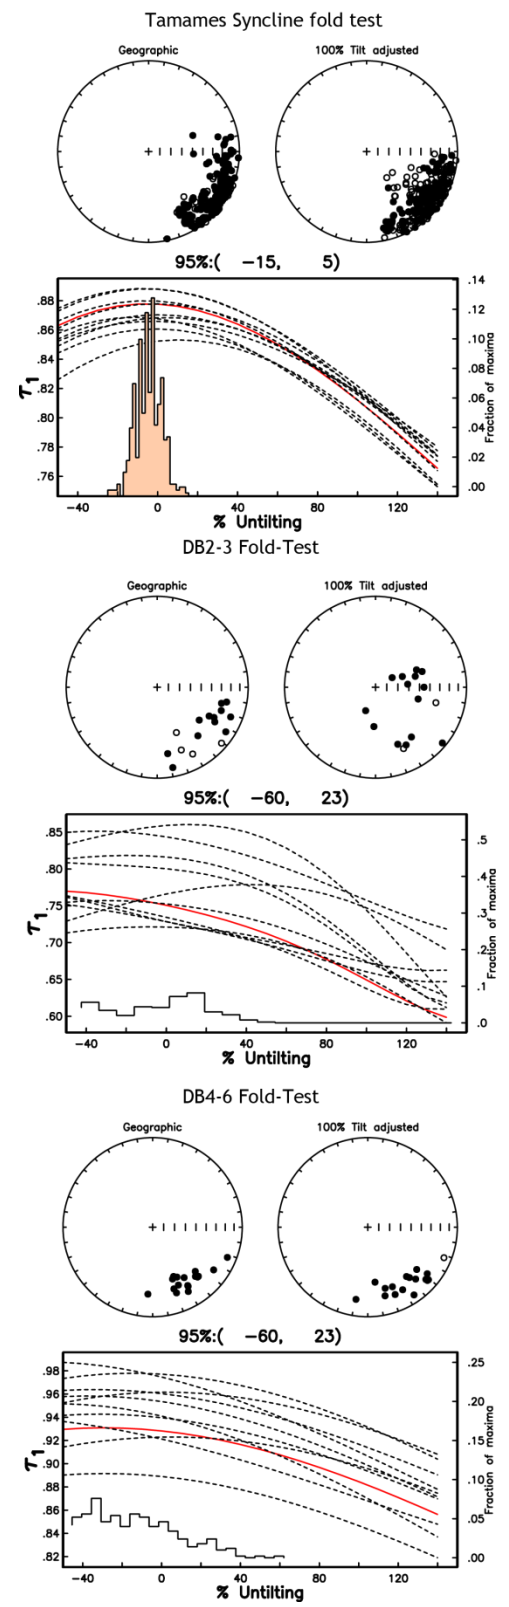 Tamames Syncline fold test
Geographic
100% Tilt adjusted
95%:( -15, 5)
.88
.86
.84
.82
.80
.78
.76
τ1
.14
.12
.10
.08
.06
.04
.02
.00
Fraction of maxima
-40 0 40 80 120
% Untilting
DB2-3 Fold-Test
Geographic
100% Tilt adjusted
95%:( -60, 23)
.85
.80
.75
.70
.65
.60
τ1
.5
.4
.3
.2
.1
.0
Fraction of maxima
-40 0 40 80 120
% Untilting
DB4-6 Fold-Test
Geographic
100% Tilt adjusted
95%:( -60, 23)
.98
.96
.94
.92
.90
.88
.86
.84
.82
τ1
.25
.20
.15
.10
.05
.00
Fraction of maxima
-40 0 40 80 120
% Untilting